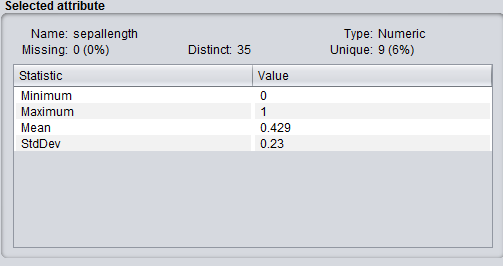 Selected attribute
Name: sepallength Type: Numeric
Missing: 0 (0%) Distinct: 35 Unique: 9 (6%)
Statistic Value
Minimum 0
Maximum 1
Mean 0.429
StdDev 0.23